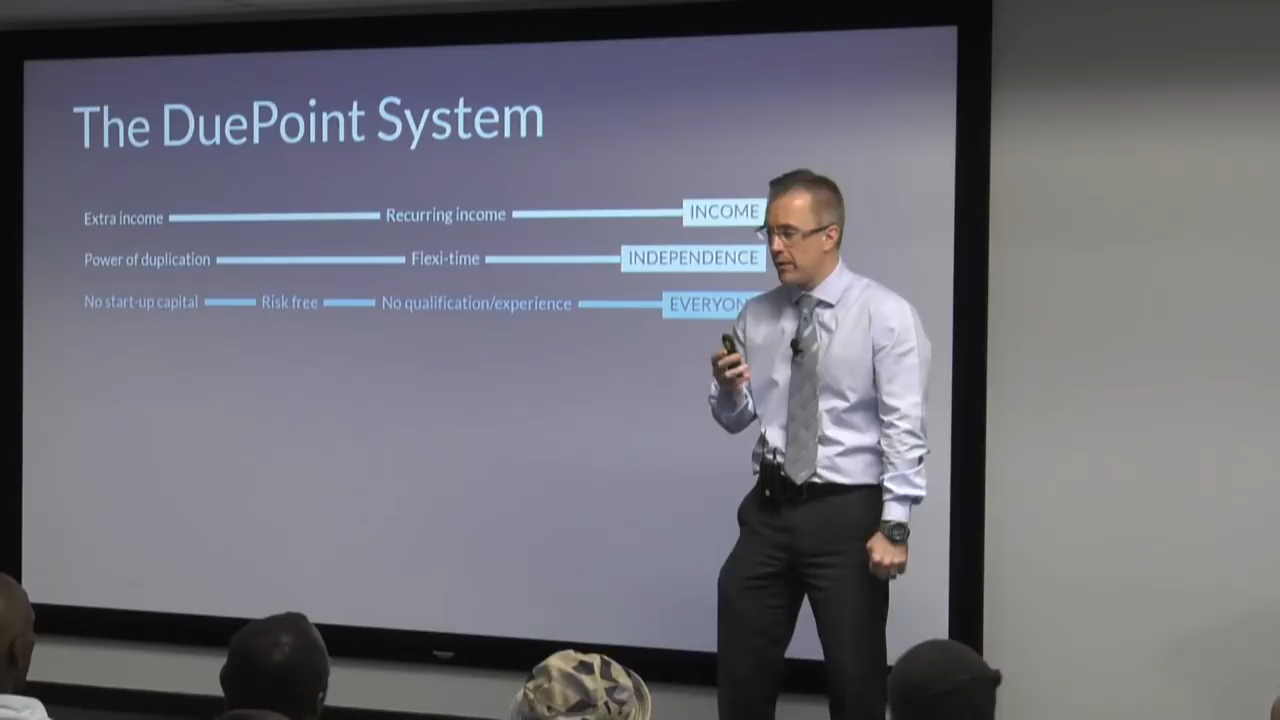 The DuePoint System
Extra income Recurring income INCOME
Power of duplication Flexi-time INDEPENDENCE
No start-up capital Risk free No qualification/experience EVERYON